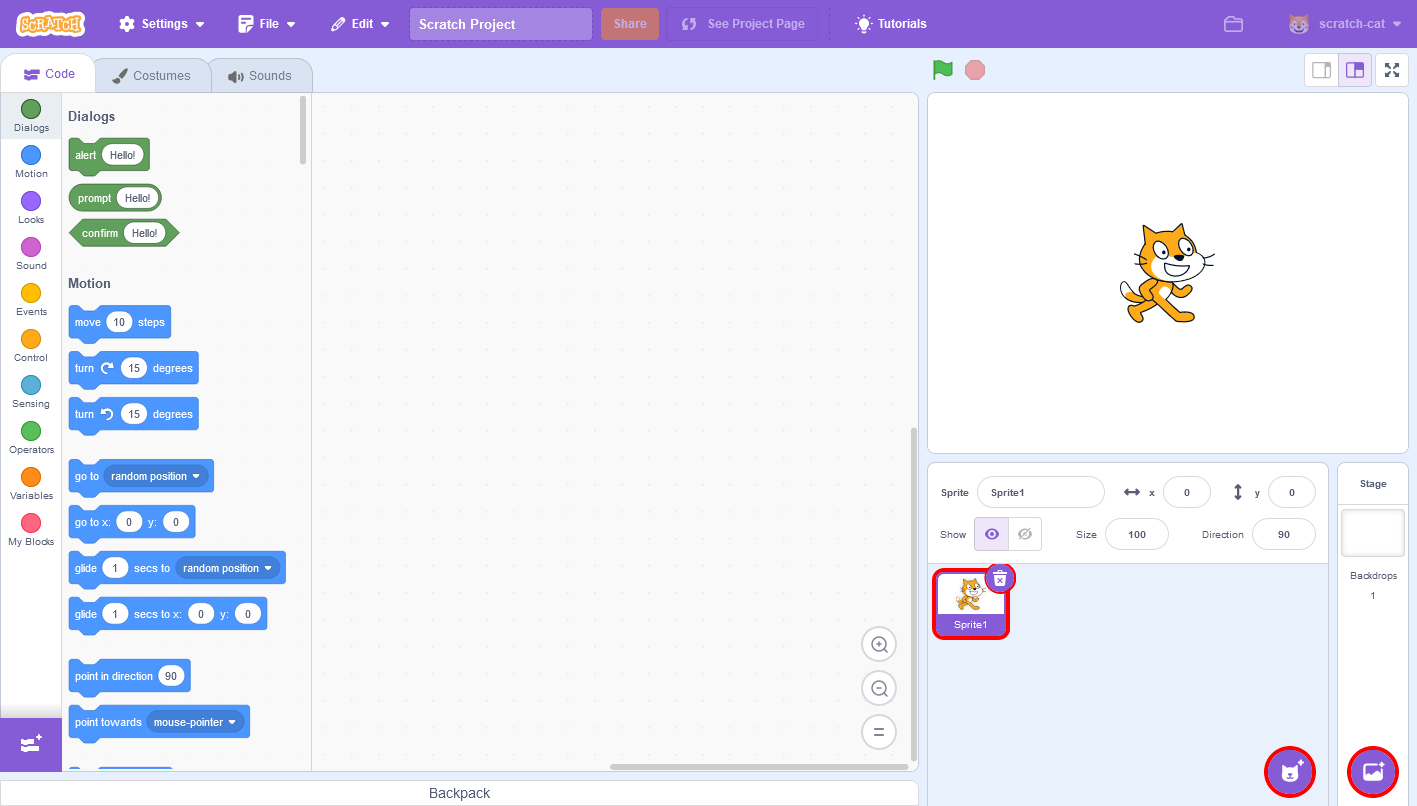 SCRATCH
Settings
File
Edit
Scratch Project
Share
See Project Page
Tutorials
scratch-cat
Code
Costumes
Sounds
Dialogs
Motion
Looks
Sound
Events
Control
Sensing
Operators
Variables
My Blocks
Dialogs
alert Hello!
prompt Hello!
confirm Hello!
Motion
move 10 steps
turn 15 degrees
turn 15 degrees
go to random position
go to x: 0 y: 0
glide 1 secs to random position
glide 1 secs to x: 0 y: 0
point in direction 90
point towards mouse-pointer
=
Backpack
Sprite Sprite1 x 0 y 0
Show Size 100 Direction 90
Sprite1
Stage
Backdrops
1